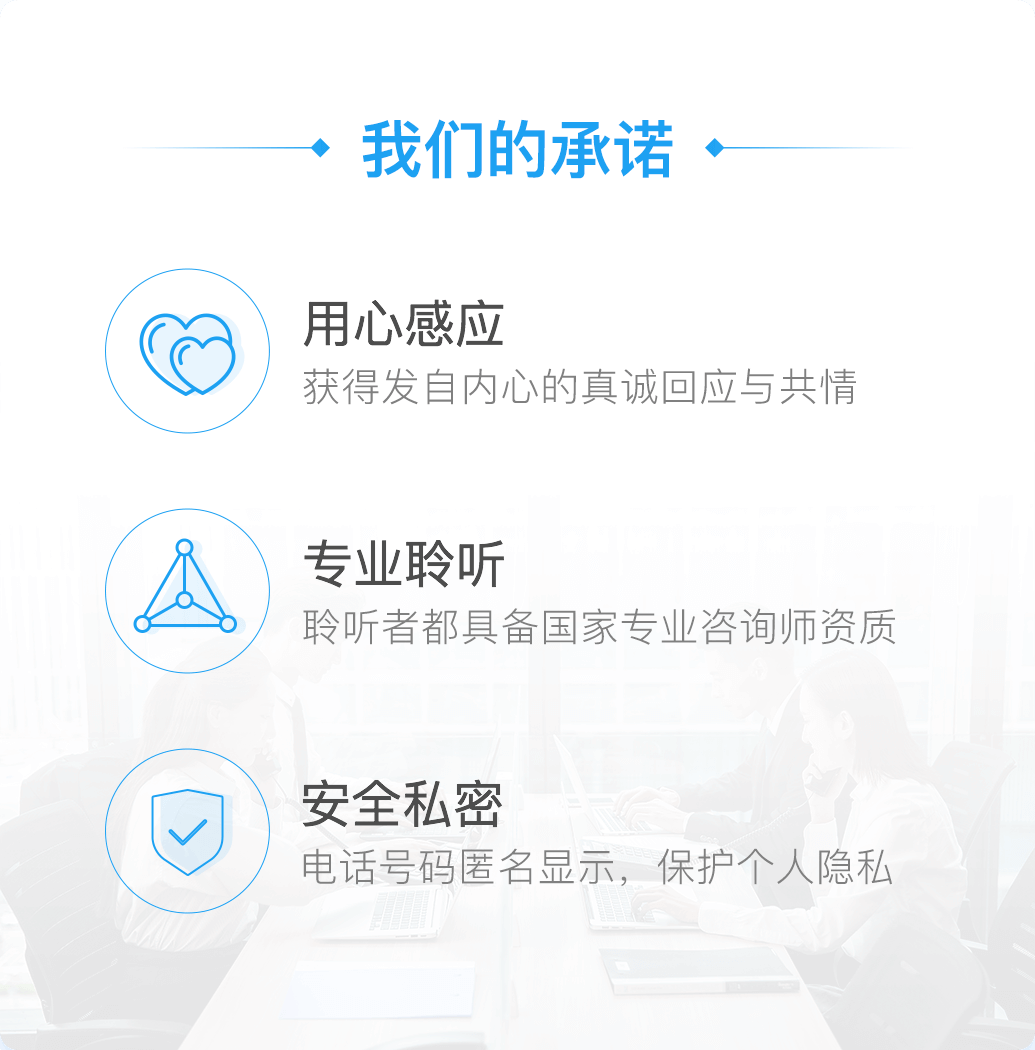 我们的承诺
用心感应
获得发自内心的真诚回应与共情
专业聆听
聆听者都具备国家专业咨询师资质
安全私密
电话号码匿名显示，保护个人隐私